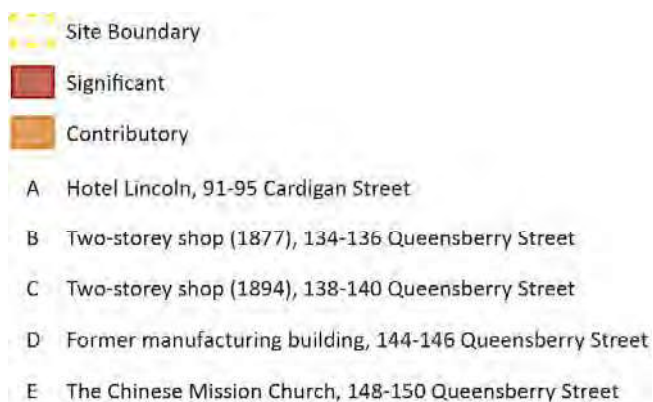 Site Boundary
Significant
Contributory
A Hotel Lincoln, 91-95 Cardigan Street
B Two-storey shop (1877), 134-136 Queensberry Street
C Two-storey shop (1894), 138-140 Queensberry Street
D Former manufacturing building, 144-146 Queensberry Street
E The Chinese Mission Church, 148-150 Queensberry Street